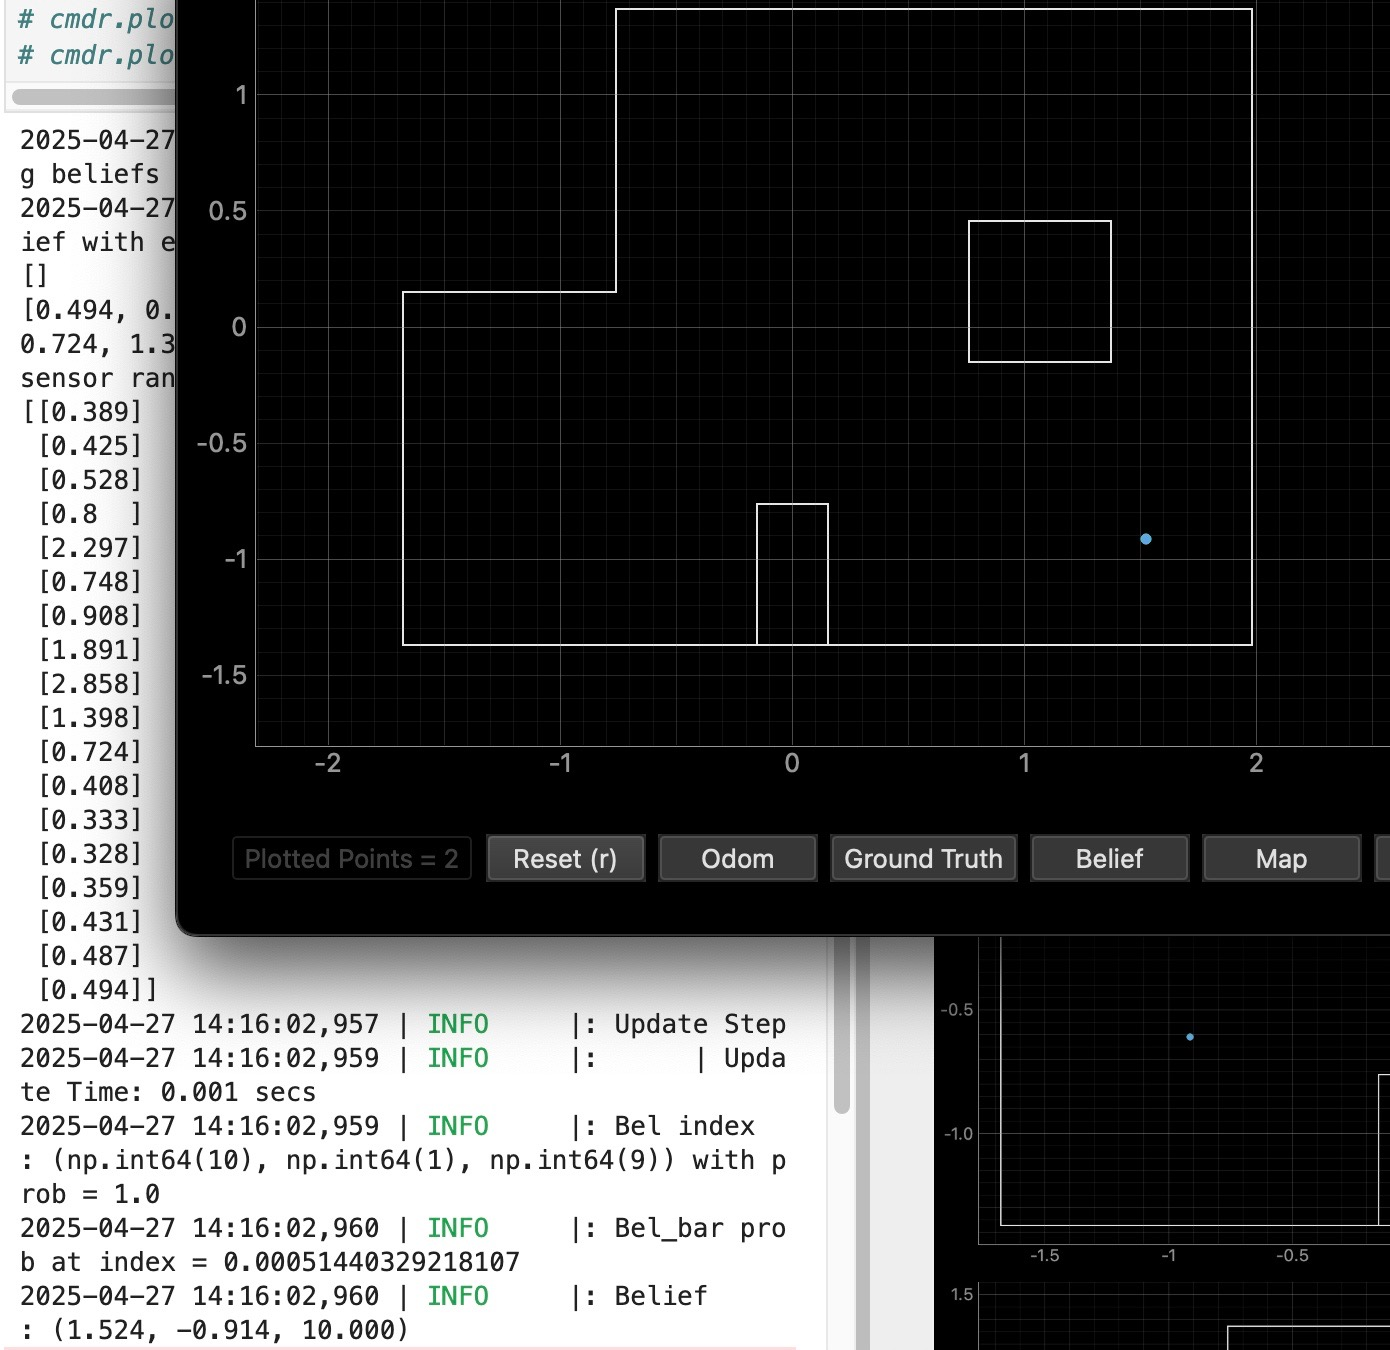 # cmdr.plo
# cmdr.plo
2025-04-27
g beliefs
2025-04-27
ief with e
[]
[0.494, 0.
0.724, 1.3
sensor ran
[[0.389]
[0.425]
[0.528]
[0.8  ]
[2.297]
[0.748]
[0.908]
[1.891]
[2.858]
[1.398]
[0.724]
[0.408]
[0.333]
[0.328]
[0.359]
[0.431]
[0.487]
[0.494]]
2025-04-27 14:16:02,957 | INFO     |: Update Step
2025-04-27 14:16:02,959 | INFO     |:      | Upda
te Time: 0.001 secs
2025-04-27 14:16:02,959 | INFO     |: Bel index
: (np.int64(10), np.int64(1), np.int64(9)) with p
rob = 1.0
2025-04-27 14:16:02,960 | INFO     |: Bel_bar pro
b at index = 0.00051440329218107
2025-04-27 14:16:02,960 | INFO     |: Belief
: (1.524, -0.914, 10.000)
1
0.5
0
-0.5
-1
-1.5
-2 -1 0 1 2
Plotted Points = 2 Reset (r) Odom Ground Truth Belief Map
-0.5
-1.0
-1.5 -1 -0.5
1.5